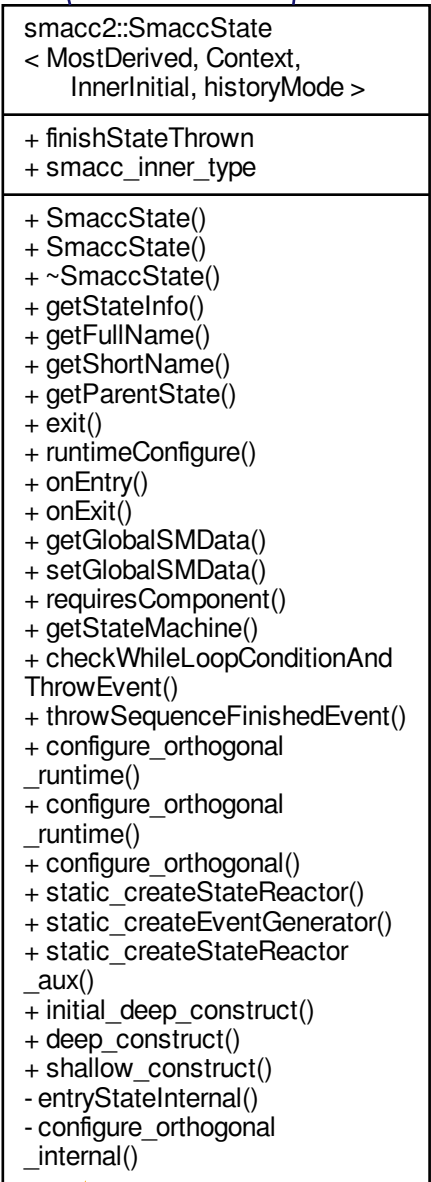 smacc2::SmaccState
< MostDerived, Context,
InnerInitial, historyMode >
+ finishStateThrown
+ smacc_inner_type
+ SmaccState()
+ SmaccState()
+ ~SmaccState()
+ getStateInfo()
+ getFullName()
+ getShortName()
+ getParentState()
+ exit()
+ runtimeConfigure()
+ onEntry()
+ onExit()
+ getGlobalSMData()
+ setGlobalSMData()
+ requiresComponent()
+ getStateMachine()
+ checkWhileLoopConditionAnd
ThrowEvent()
+ throwSequenceFinishedEvent()
+ configure_orthogonal
_runtime()
+ configure_orthogonal
_runtime()
+ configure_orthogonal()
+ static_createStateReactor()
+ static_createEventGenerator()
+ static_createStateReactor
_aux()
+ initial_deep_construct()
+ deep_construct()
+ shallow_construct()
- entryStateInternal()
- configure_orthogonal
_internal()